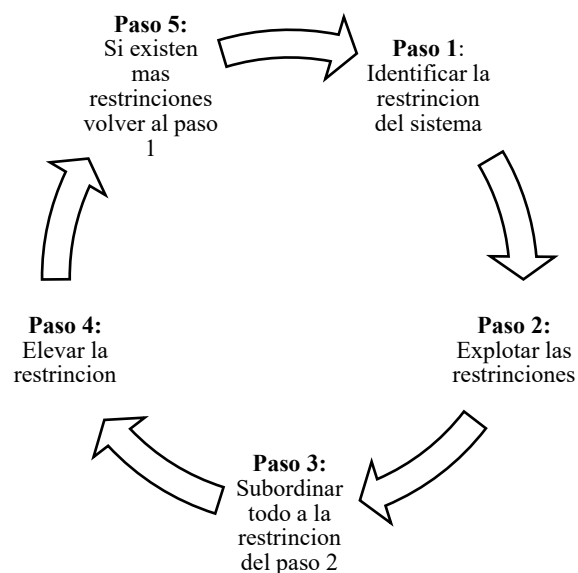 Paso 1:
Identificar la
restrincion
del sistema
Paso 2:
Explotar las
restrinciones
Paso 3:
Subordinar
todo a la
restrincion
del paso 2
Paso 4:
Elevar la
restrincion
Paso 5:
Si existen
mas
restrinciones
volver al paso
1